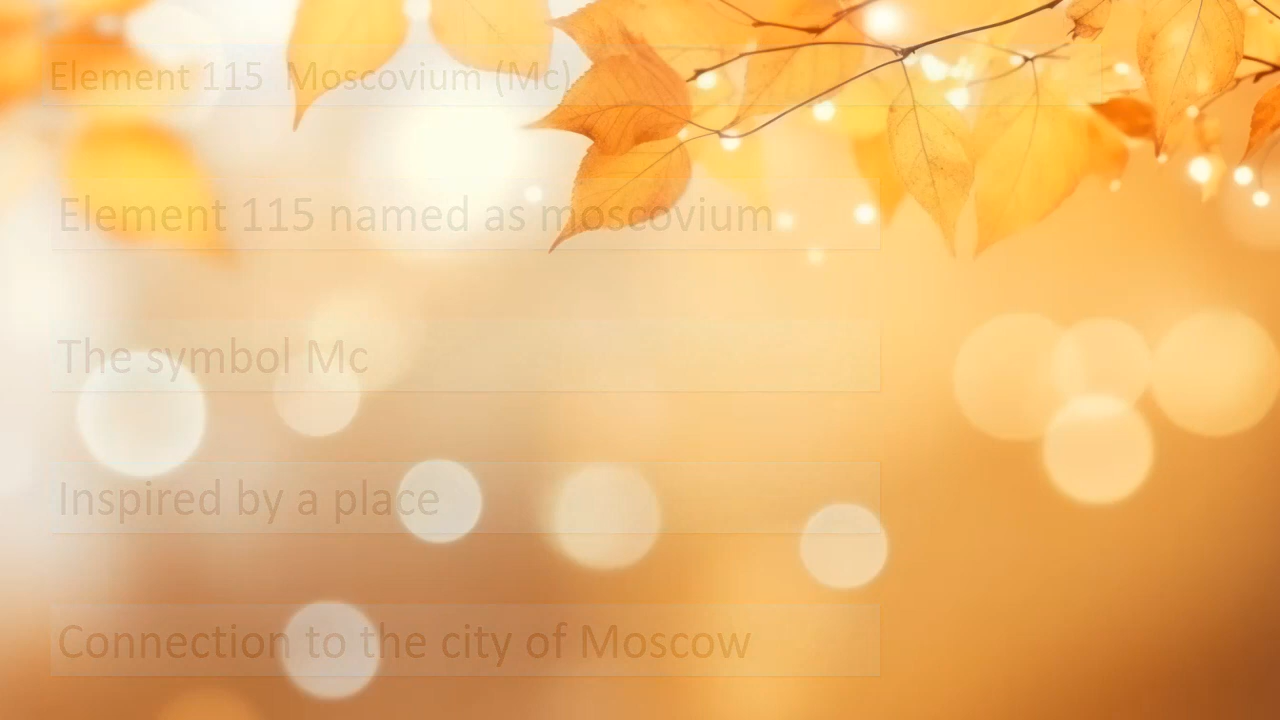 Element 115  Moscovium (Mc)
Element 115 named as moscovium
The symbol Mc
Inspired by a place
Connection to the city of Moscow